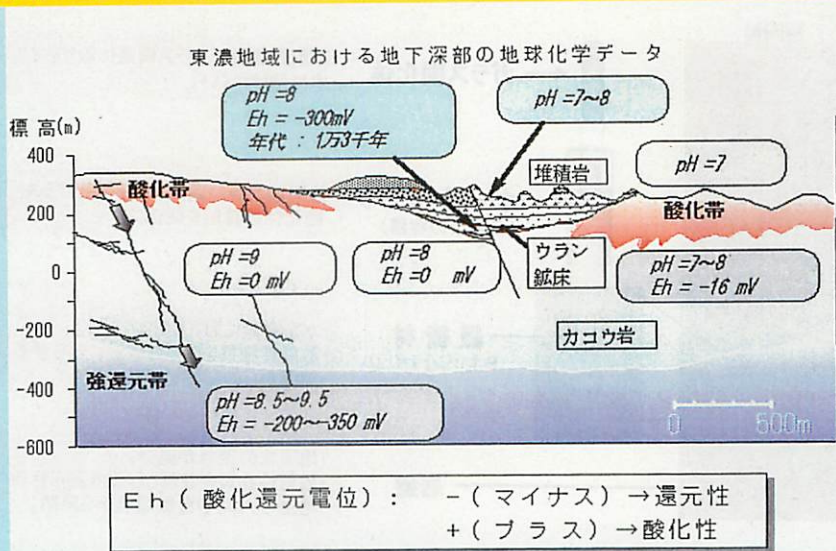 東濃地域における地下深部の地球化学データ
pH=8
Eh=-300mV
年代:1万3千年
pH=7~8
標高(m)
400
200
0
-200
-400
-600
酸化帯
堆積岩
pH=7
酸化帯
pH=9
Eh=0 mV
pH=8
Eh=0 mV
ウラン
鉱床
pH=7~8
Eh=-16 mV
カコウ岩
強還元帯
pH=8.5~9.5
Eh=-200~-350 mV
0 500m
Eh(酸化還元電位): -(マイナス)→還元性
+(プラス)→酸化性